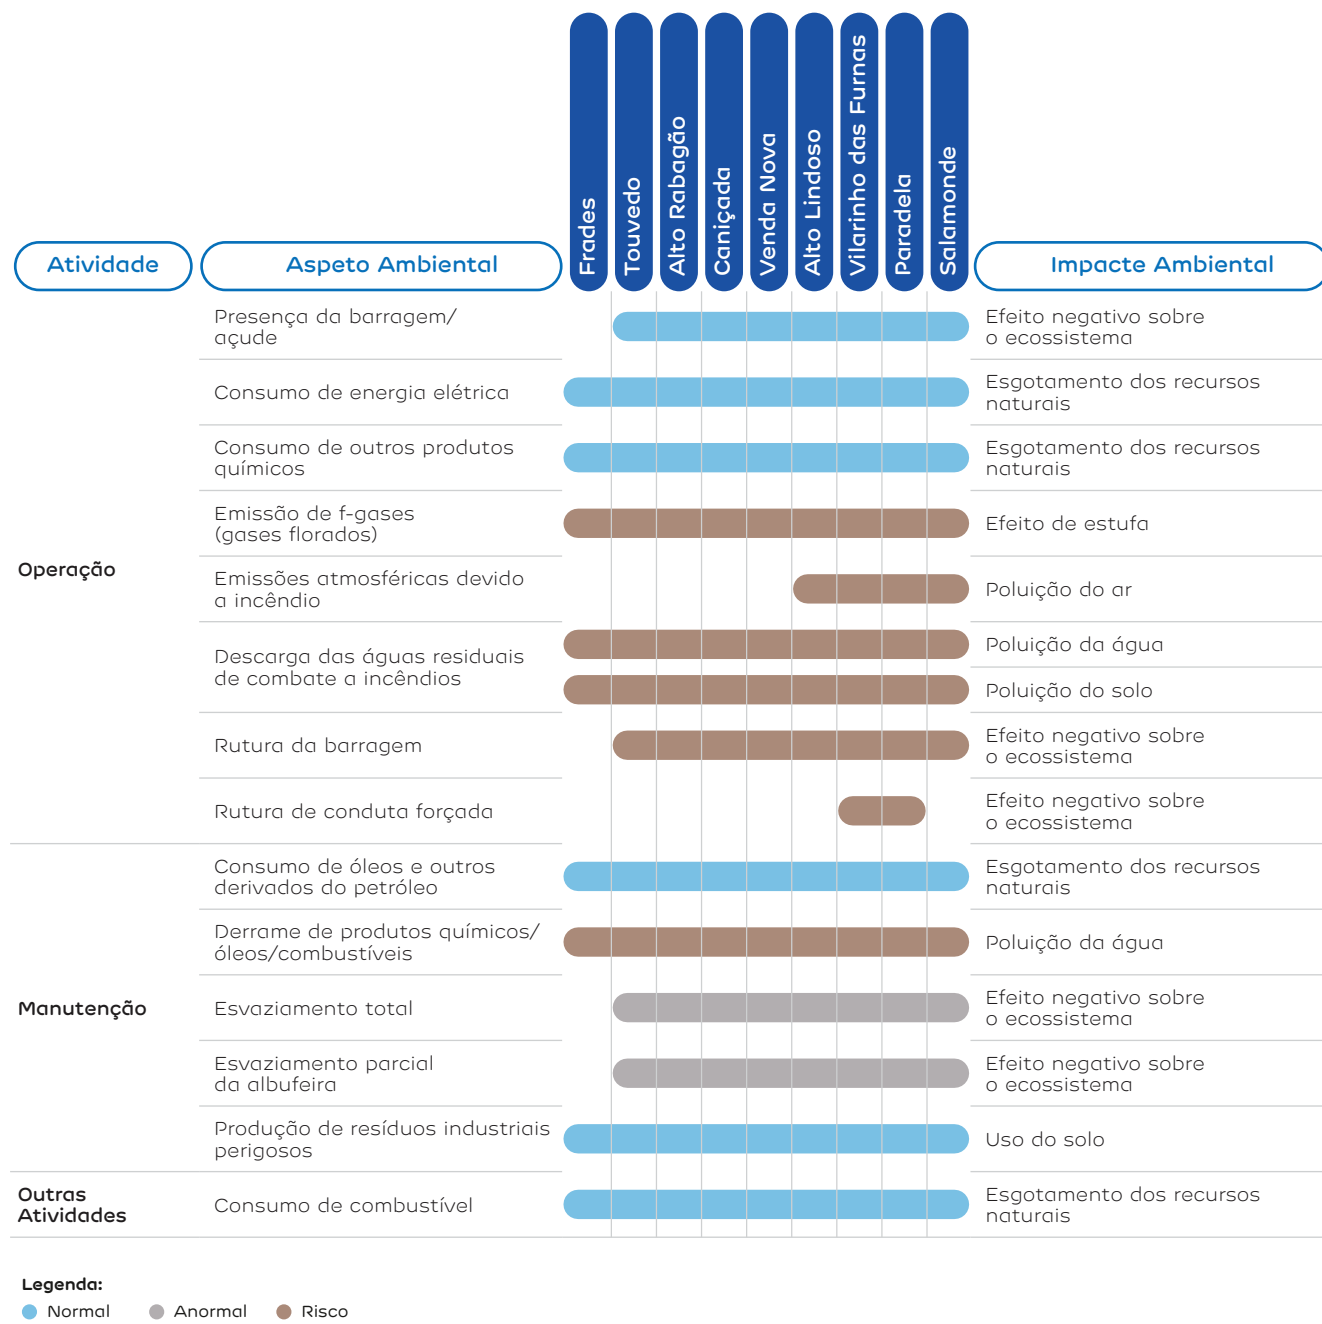 Atividade
Aspeto Ambiental
Frades
Touvedo
Alto Rabagão
Caniçada
Venda Nova
Alto Lindoso
Vilarinho das Furnas
Paradela
Salamonde
Impacte Ambiental
Operação
Presença da barragem/
açude
Efeito negativo sobre
o ecossistema
Consumo de energia elétrica
Esgotamento dos recursos
naturais
Consumo de outros produtos
químicos
Esgotamento dos recursos
naturais
Emissão de f-gases
(gases florados)
Efeito de estufa
Emissões atmosféricas devido
a incêndio
Poluição do ar
Descarga das águas residuais
de combate a incêndios
Poluição da água
Poluição do solo
Rutura da barragem
Efeito negativo sobre
o ecossistema
Rutura de conduta forçada
Efeito negativo sobre
o ecossistema
Manutenção
Consumo de óleos e outros
derivados do petróleo
Esgotamento dos recursos
naturais
Derrame de produtos químicos/
óleos/combustíveis
Poluição da água
Esvaziamento total
Efeito negativo sobre
o ecossistema
Esvaziamento parcial
da albufeira
Efeito negativo sobre
o ecossistema
Produção de resíduos industriais
perigosos
Uso do solo
Outras
Atividades
Consumo de combustível
Esgotamento dos recursos
naturais
Legenda:
Normal
Anormal
Risco